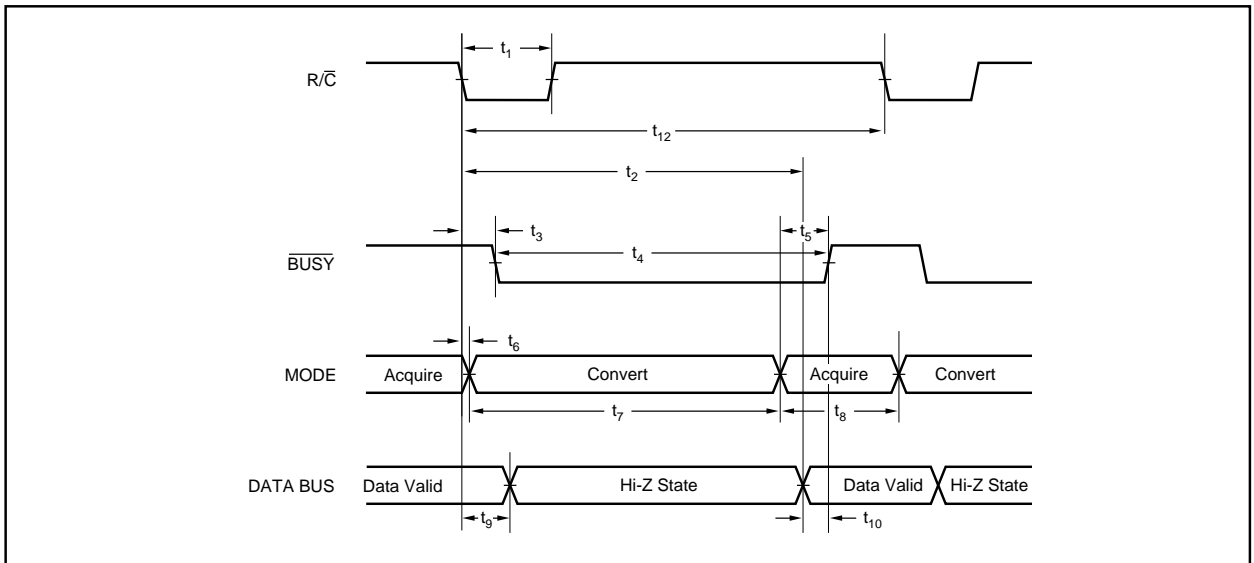 t₁
R/C̅
t₁₂
t₂
t₃
t₅
t₄
B̅U̅S̅Y̅
t₆
MODE
Acquire
Convert
Acquire
Convert
t₇
t₈
DATA BUS
Data Valid
Hi-Z State
Data Valid
Hi-Z State
t₉
t₁₀